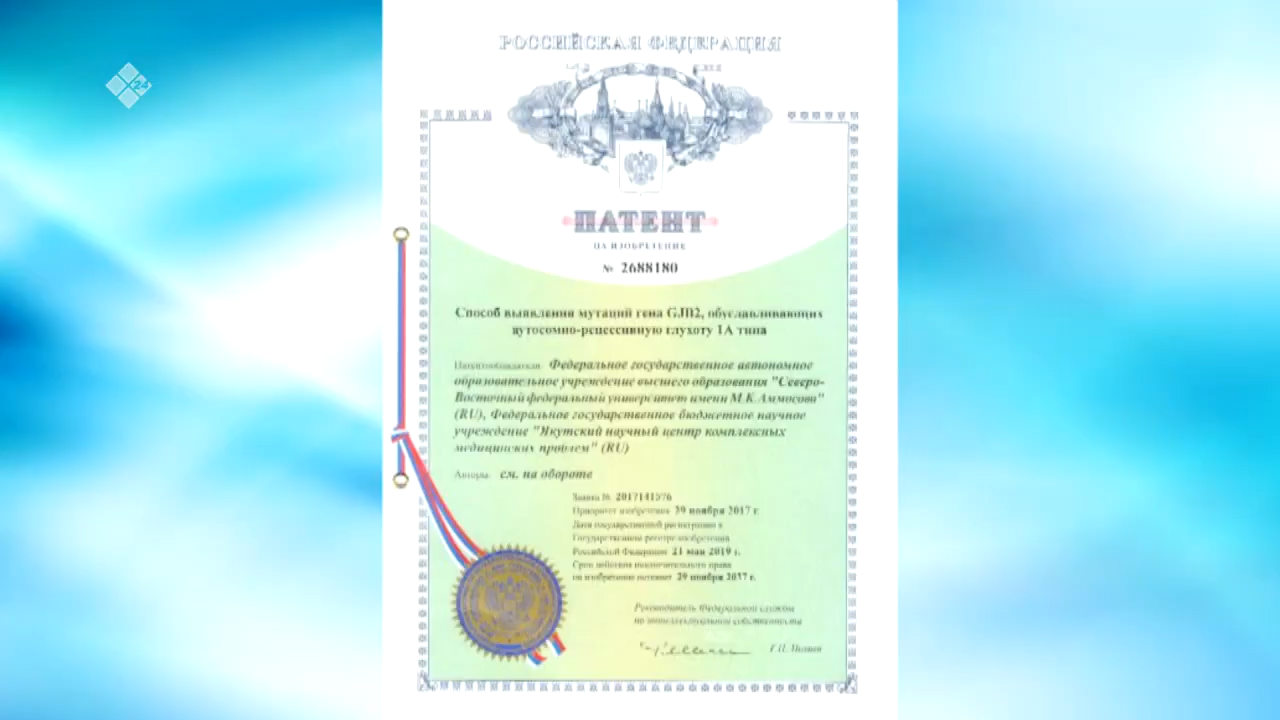 24
РОССИЙСКАЯ ФЕДЕРАЦИЯ
ПАТЕНТ
НА ИЗОБРЕТЕНИЕ
№ 2688180
Способ выявления мутаций гена GJB2, обуславливающих
аутосомно-рецессивную глухоту 1А типа
Патентообладатели: Федеральное государственное автономное
образовательное учреждение высшего образования "Северо-
Восточный федеральный университет имени М.К.Аммосова"
(RU), Федеральное государственное бюджетное научное
учреждение "Якутский научный центр комплексных
медицинских проблем" (RU)
Авторы: см. на обороте
Заявка № 2017141576
Приоритет изобретения 29 ноября 2017 г.
Дата государственной регистрации в
Государственном реестре изобретений
Российской Федерации 21 мая 2019 г.
Срок действия исключительного права
на изобретение истекает 29 ноября 2037 г.
Руководитель Федеральной службы
по интеллектуальной собственности
Г.П. Ивлиев